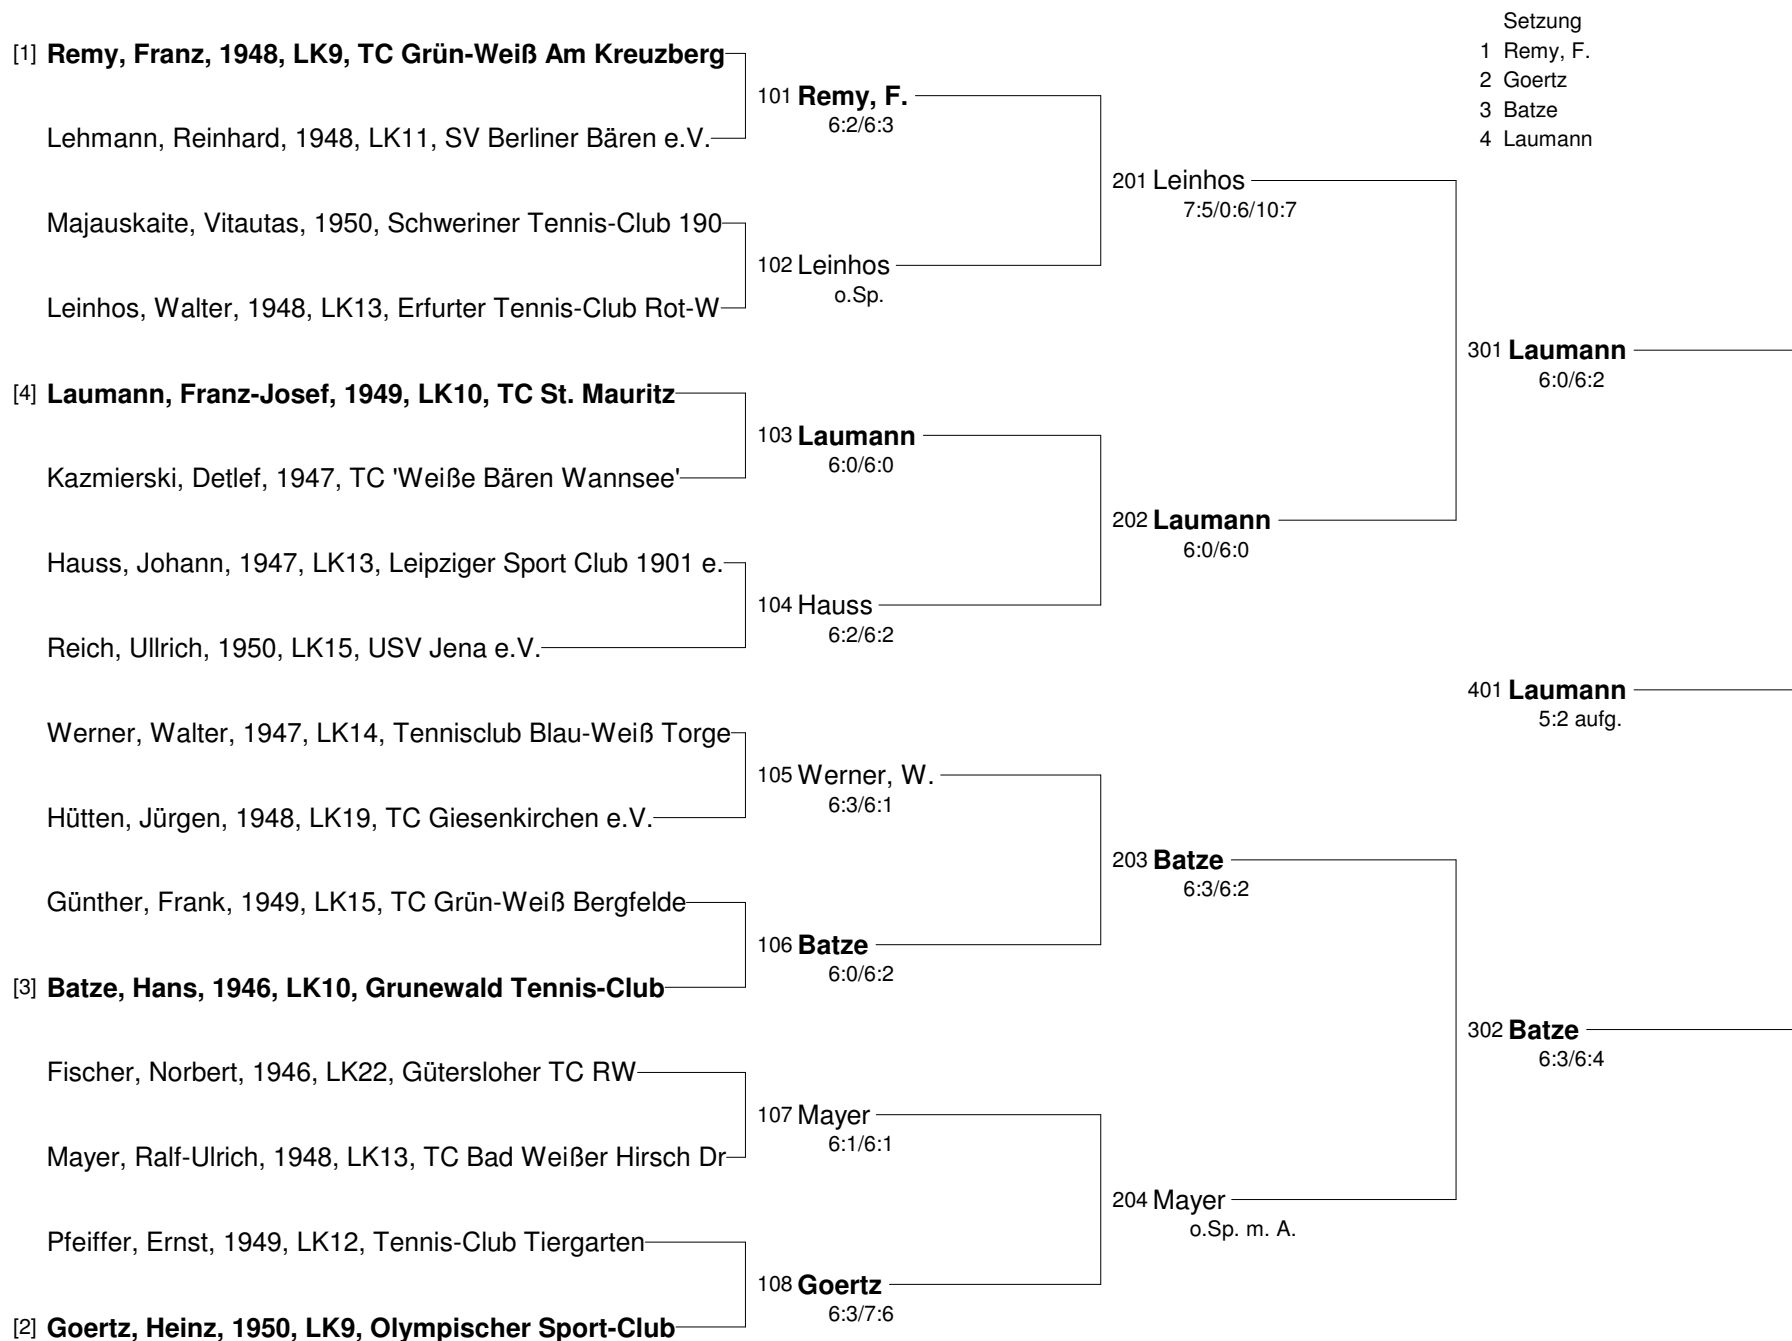 Setzung
1 Remy, F.
2 Goertz
3 Batze
4 Laumann
[1] Remy, Franz, 1948, LK9, TC Grün-Weiß Am Kreuzberg
101 Remy, F.
6:2/6:3
Lehmann, Reinhard, 1948, LK11, SV Berliner Bären e.V.
201 Leinhos
7:5/0:6/10:7
Majauskaite, Vitautas, 1950, Schweriner Tennis-Club 190
102 Leinhos
o.Sp.
Leinhos, Walter, 1948, LK13, Erfurter Tennis-Club Rot-W
301 Laumann
6:0/6:2
[4] Laumann, Franz-Josef, 1949, LK10, TC St. Mauritz
103 Laumann
6:0/6:0
Kazmierski, Detlef, 1947, TC 'Weiße Bären Wannsee'
202 Laumann
6:0/6:0
Hauss, Johann, 1947, LK13, Leipziger Sport Club 1901 e.
104 Hauss
6:2/6:2
Reich, Ullrich, 1950, LK15, USV Jena e.V.
401 Laumann
5:2 aufg.
Werner, Walter, 1947, LK14, Tennisclub Blau-Weiß Torge
105 Werner, W.
6:3/6:1
Hütten, Jürgen, 1948, LK19, TC Giesenkirchen e.V.
203 Batze
6:3/6:2
Günther, Frank, 1949, LK15, TC Grün-Weiß Bergfelde
106 Batze
6:0/6:2
[3] Batze, Hans, 1946, LK10, Grunewald Tennis-Club
302 Batze
6:3/6:4
Fischer, Norbert, 1946, LK22, Gütersloher TC RW
107 Mayer
6:1/6:1
Mayer, Ralf-Ulrich, 1948, LK13, TC Bad Weißer Hirsch Dr
204 Mayer
o.Sp. m. A.
Pfeiffer, Ernst, 1949, LK12, Tennis-Club Tiergarten
108 Goertz
6:3/7:6
[2] Goertz, Heinz, 1950, LK9, Olympischer Sport-Club